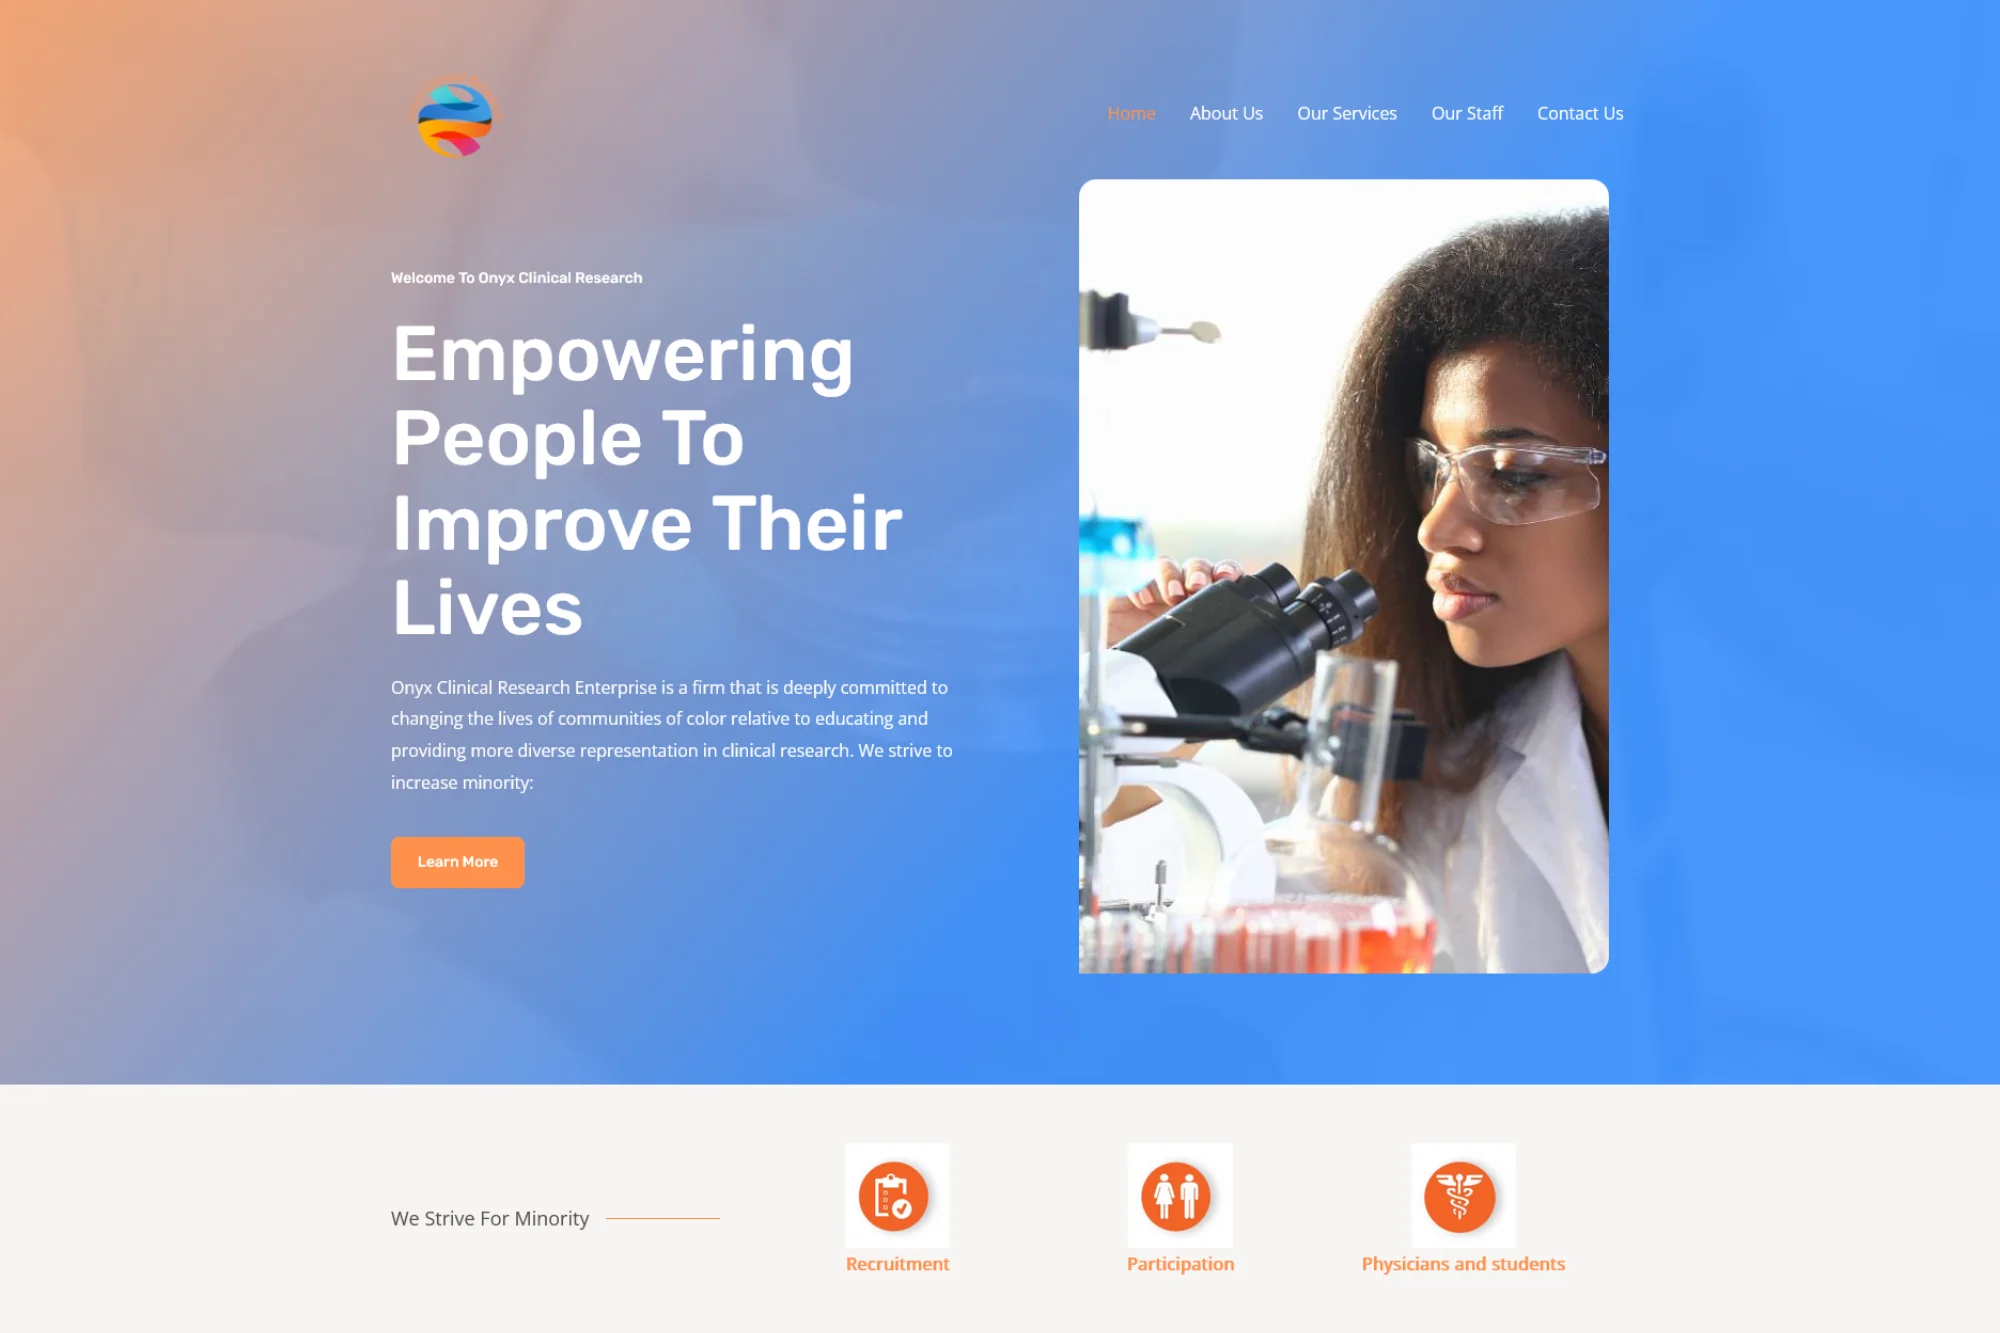 Home About Us Our Services Our Staff Contact Us
Welcome To Onyx Clinical Research
Empowering
People To
Improve Their
Lives
Onyx Clinical Research Enterprise is a firm that is deeply committed to
changing the lives of communities of color relative to educating and
providing more diverse representation in clinical research. We strive to
increase minority:
Learn More
We Strive For Minority
Recruitment
Participation
Physicians and students